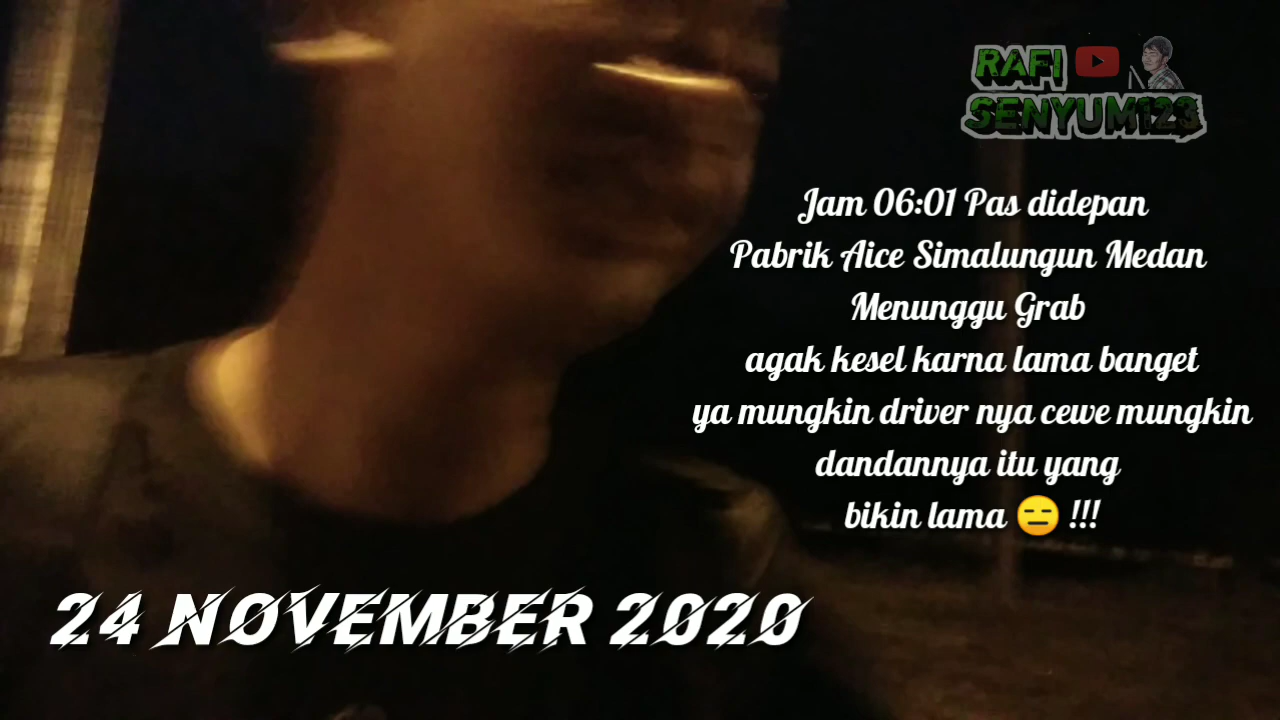 RAFI
SENYUM123
Jam 06:01 Pas didepan
Pabrik Aice Simalungun Medan
Menunggu Grab
agak kesel karna lama banget
ya mungkin driver nya cewe mungkin
dandannya itu yang
bikin lama 😑 !!!
24 NOVEMBER 2020